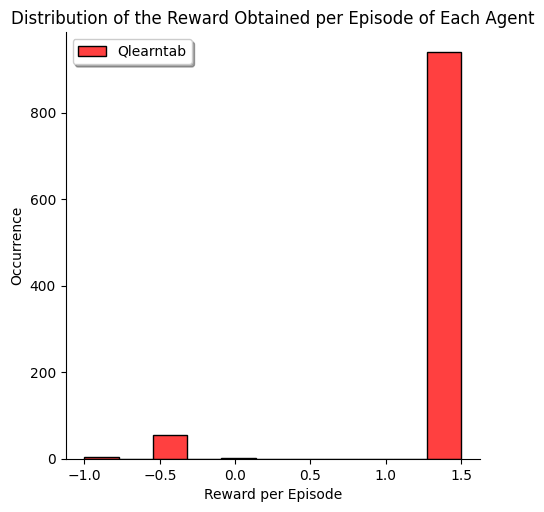 Distribution of the Reward Obtained per Episode of Each Agent
Qlearntab
Occurrence
800
600
400
200
0
−1.0 −0.5 0.0 0.5 1.0 1.5
Reward per Episode